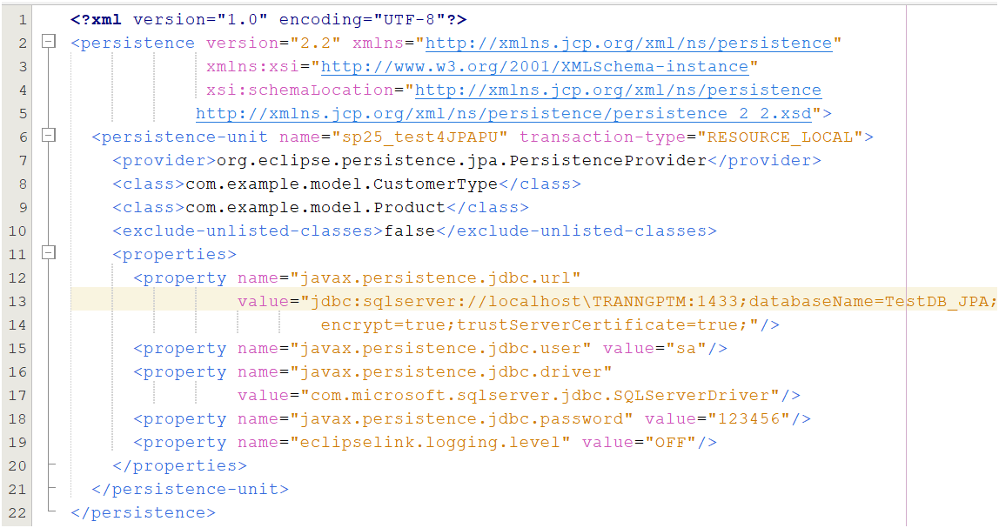 1 <?xml version="1.0" encoding="UTF-8"?>
2 <persistence version="2.2" xmlns="http://xmlns.jcp.org/xml/ns/persistence"
3 xmlns:xsi="http://www.w3.org/2001/XMLSchema-instance"
4 xsi:schemaLocation="http://xmlns.jcp.org/xml/ns/persistence
5 http://xmlns.jcp.org/xml/ns/persistence/persistence_2_2.xsd">
6 <persistence-unit name="sp25_test4JPAPU" transaction-type="RESOURCE_LOCAL">
7 <provider>org.eclipse.persistence.jpa.PersistenceProvider</provider>
8 <class>com.example.model.CustomerType</class>
9 <class>com.example.model.Product</class>
10 <exclude-unlisted-classes>false</exclude-unlisted-classes>
11 <properties>
12 <property name="javax.persistence.jdbc.url"
13 value="jdbc:sqlserver://localhost\TRANNGPTM:1433;databaseName=TestDB_JPA;
14 encrypt=true;trustServerCertificate=true;"/>
15 <property name="javax.persistence.jdbc.user" value="sa"/>
16 <property name="javax.persistence.jdbc.driver"
17 value="com.microsoft.sqlserver.jdbc.SQLServerDriver"/>
18 <property name="javax.persistence.jdbc.password" value="123456"/>
19 <property name="eclipselink.logging.level" value="OFF"/>
20 </properties>
21 </persistence-unit>
22 </persistence>